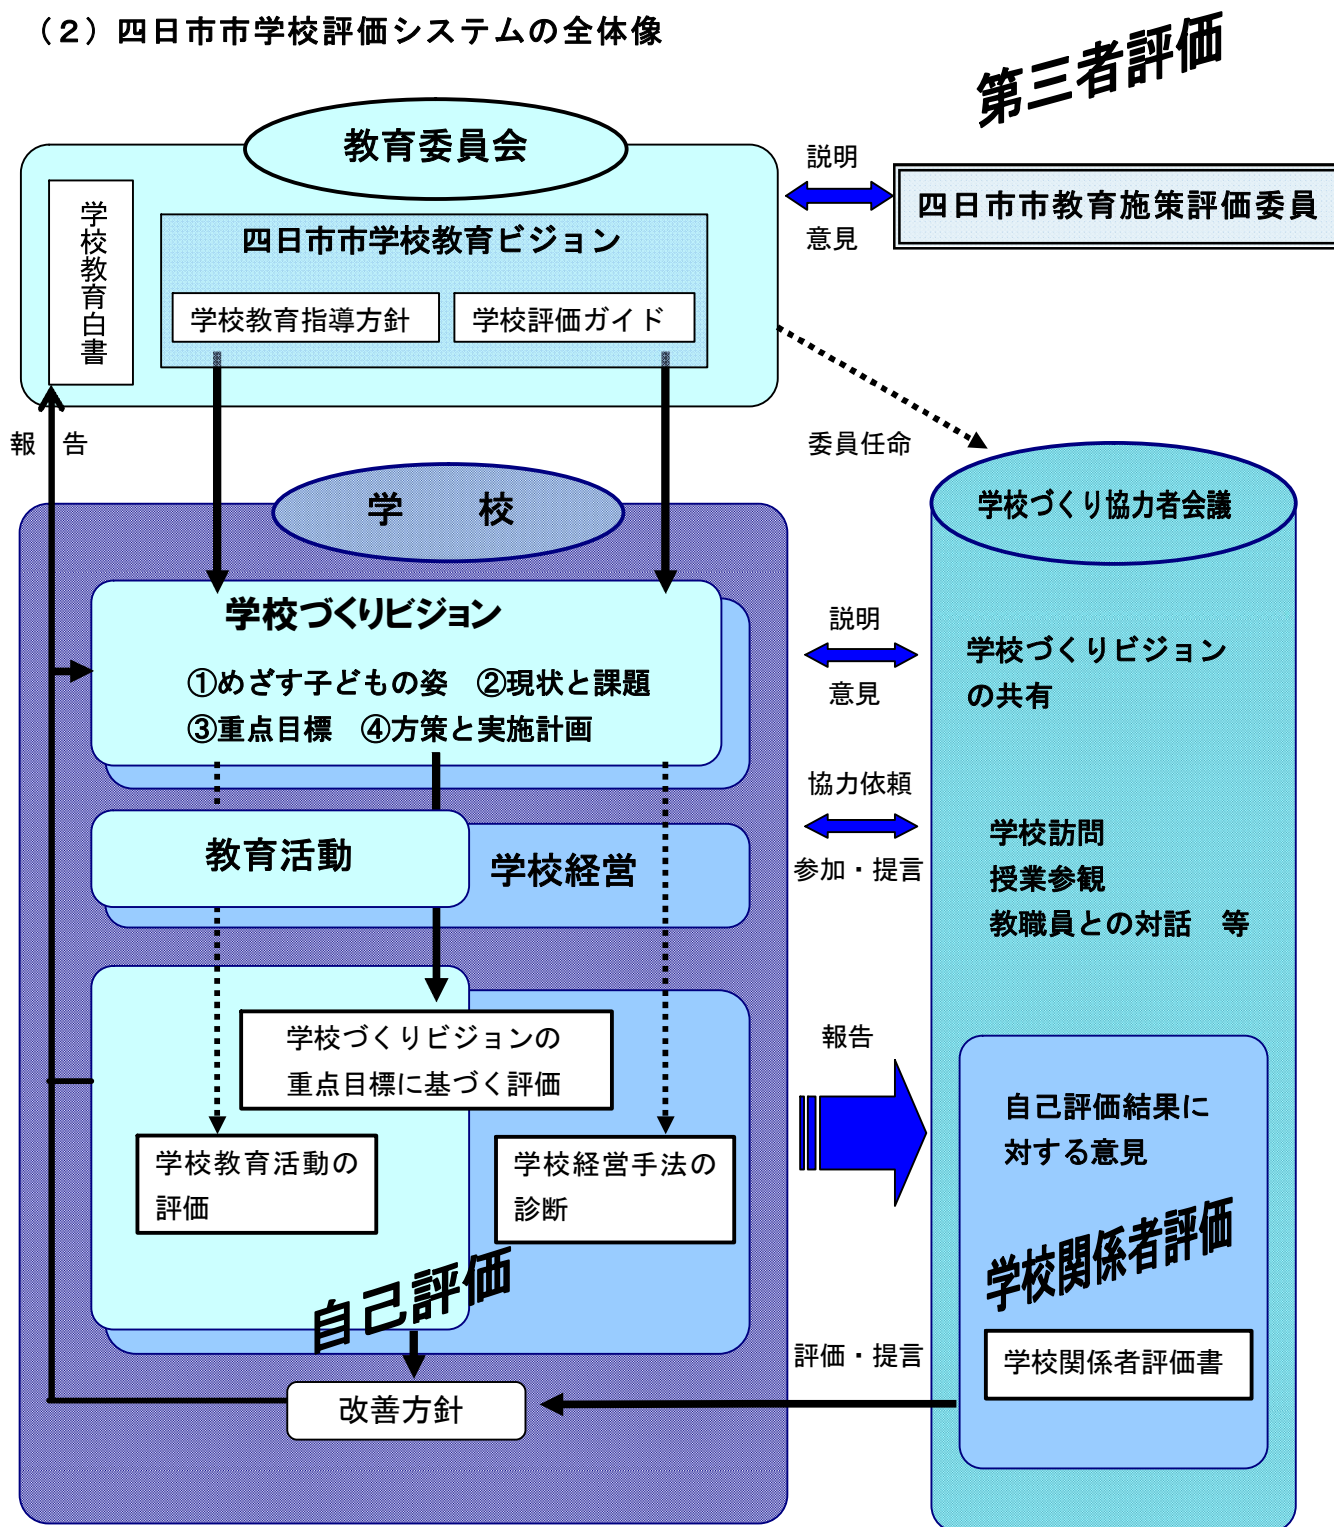 （２）四日市市学校評価システムの全体像
第三者評価
教育委員会
説明
四日市市教育施策評価委員
意見
学校教育白書
四日市市学校教育ビジョン
学校教育指導方針
学校評価ガイド
報 告
委員任命
学　校
学校づくり協力者会議
学校づくりビジョン
①めざす子どもの姿　②現状と課題
③重点目標　④方策と実施計画
説明
意見
学校づくりビジョン
の共有
協力依頼
参加・提言
教育活動
学校経営
学校訪問
授業参観
教職員との対話　等
学校づくりビジョンの
重点目標に基づく評価
学校教育活動の
評価
学校経営手法の
診断
報告
自己評価結果に
対する意見
学校関係者評価
自己評価
評価・提言
学校関係者評価書
改善方針